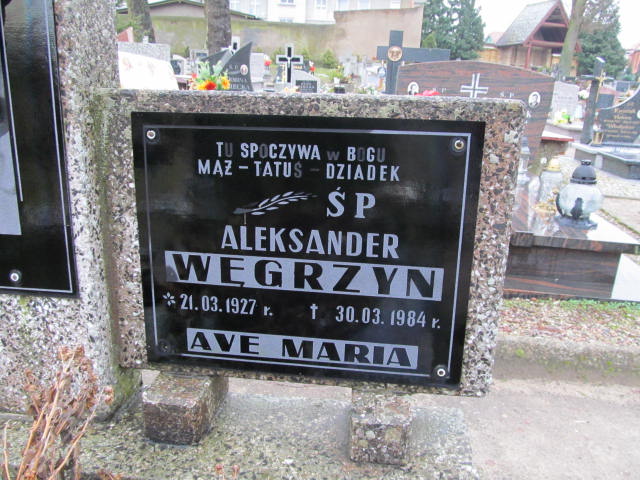 TU SPOCZYWA w BOGU
MĄŻ - TATUŚ - DZIADEK
ŚP
ALEKSANDER
WĘGRZYN
* 21.03.1927 r. † 30.03.1984 r.
AVE MARIA